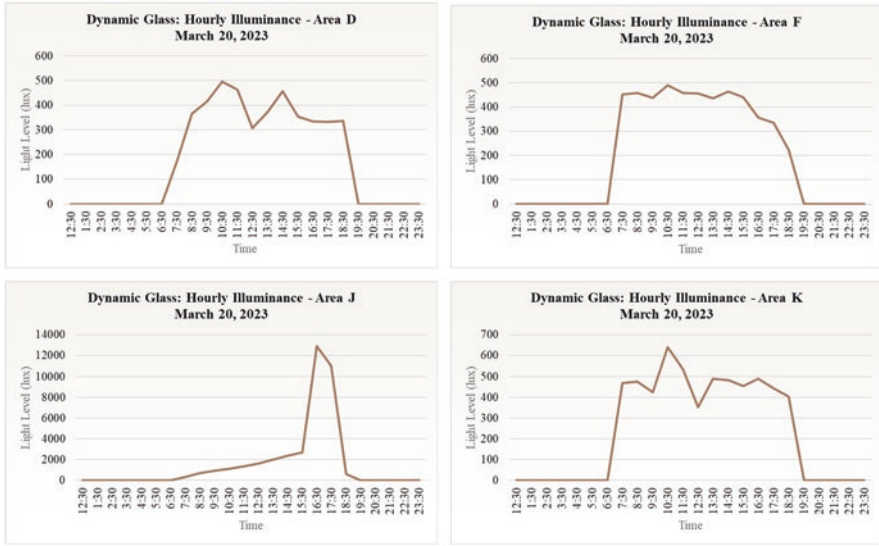 Dynamic Glass: Hourly Illuminance - Area D
March 20, 2023
Light Level (lux)
600
500
400
300
200
100
0
12:30 1:30 2:30 3:30 4:30 5:30 6:30 7:30 8:30 9:30 10:30 11:30 12:30 13:30 14:30 15:30 16:30 17:30 18:30 19:30 20:30 21:30 22:30 23:30
Time
Dynamic Glass: Hourly Illuminance - Area F
March 20, 2023
Light Level (lux)
600
500
400
300
200
100
0
12:30 1:30 2:30 3:30 4:30 5:30 6:30 7:30 8:30 9:30 10:30 11:30 12:30 13:30 14:30 15:30 16:30 17:30 18:30 19:30 20:30 21:30 22:30 23:30
Time
Dynamic Glass: Hourly Illuminance - Area J
March 20, 2023
Light Level (lux)
14000
12000
10000
8000
6000
4000
2000
0
12:30 1:30 2:30 3:30 4:30 5:30 6:30 7:30 8:30 9:30 10:30 11:30 12:30 13:30 14:30 15:30 16:30 17:30 18:30 19:30 20:30 21:30 22:30 23:30
Time
Dynamic Glass: Hourly Illuminance - Area K
March 20, 2023
Light Level (lux)
700
600
500
400
300
200
100
0
12:30 1:30 2:30 3:30 4:30 5:30 6:30 7:30 8:30 9:30 10:30 11:30 12:30 13:30 14:30 15:30 16:30 17:30 18:30 19:30 20:30 21:30 22:30 23:30
Time